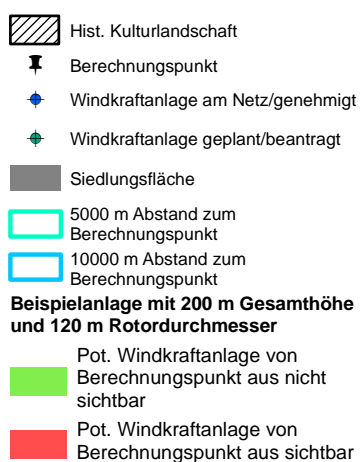 Hist. Kulturlandschaft
Berechnungspunkt
Windkraftanlage am Netz/genehmigt
Windkraftanlage geplant/beantragt
Siedlungsfläche
5000 m Abstand zum
Berechnungspunkt
10000 m Abstand zum
Berechnungspunkt
Beispielanlage mit 200 m Gesamthöhe
und 120 m Rotordurchmesser
Pot. Windkraftanlage von
Berechnungspunkt aus nicht
sichtbar
Pot. Windkraftanlage von
Berechnungspunkt aus sichtbar